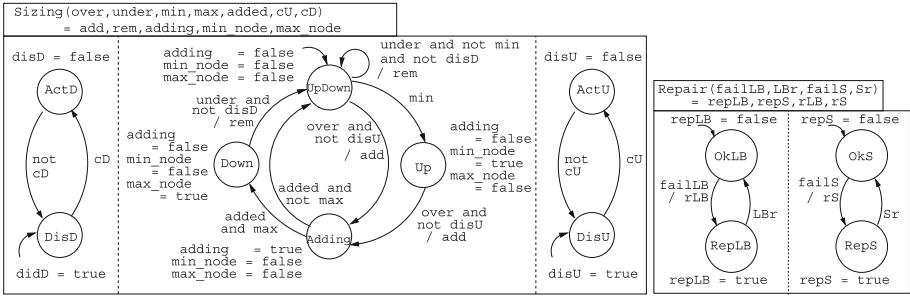 Sizing(over,under,min,max,added,cU,cD)
= add,rem,adding,min_node,max_node
disD = false
ActD
not
cD
cD
DisD
didD = true
adding = false
min_node = false
max_node = false
UpDown
under and not min
and not disD
/ rem
under and
not disD
/ rem
min
over and
not disU
/ add
adding
= false
min_node
= false
max_node
= true
Down
adding
= false
min_node
= true
max_node
= false
Up
added and
not max
added
and max
over and
not disU
/ add
Adding
adding = true
min_node = false
max_node = false
disU = false
ActU
not
cU
cU
DisU
disU = true
Repair(failLB,LBr,failS,Sr)
= repLB,repS,rLB,rS
repLB = false
OkLB
failLB
/ rLB
LBr
RepLB
repLB = true
repS = false
OkS
failS
/ rS
Sr
RepS
repS = true